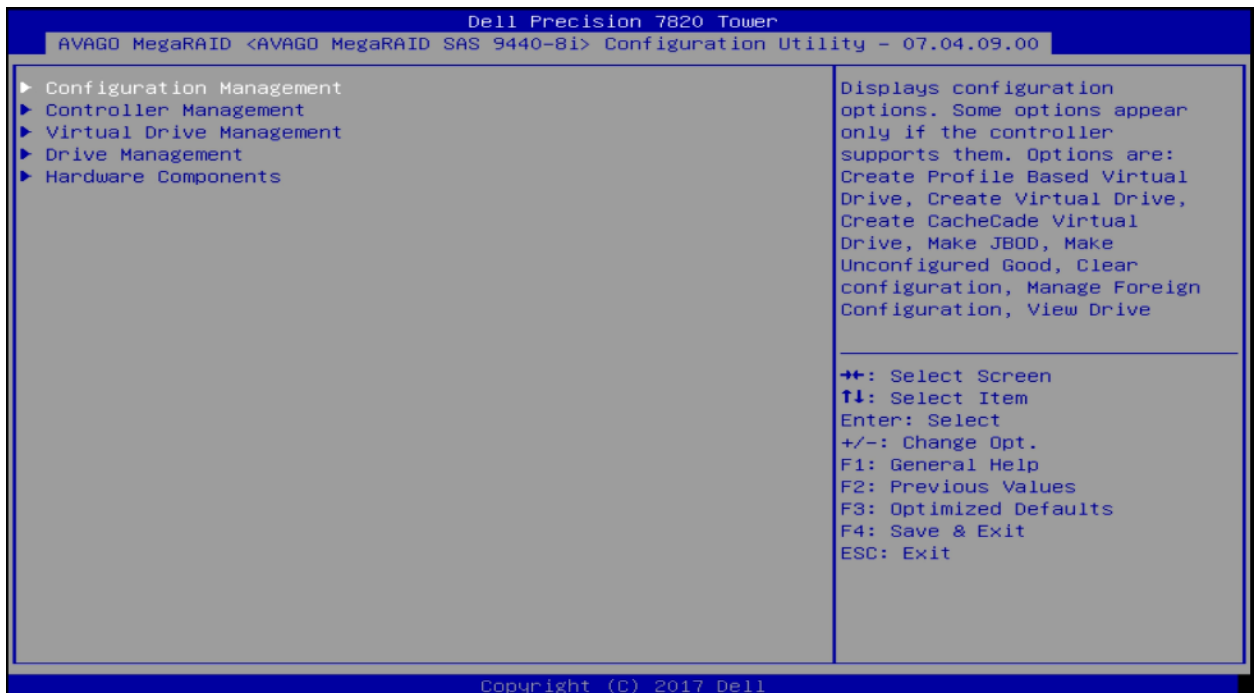 Dell Precision 7820 Tower
AVAGO MegaRAID <AVAGO MegaRAID SAS 9440-8i> Configuration Utility – 07.04.09.00
▶ Configuration Management
▶ Controller Management
▶ Virtual Drive Management
▶ Drive Management
▶ Hardware Components
Displays configuration
options. Some options appear
only if the controller
supports them. Options are:
Create Profile Based Virtual
Drive, Create Virtual Drive,
Create CacheCade Virtual
Drive, Make JBOD, Make
Unconfigured Good, Clear
configuration, Manage Foreign
Configuration, View Drive
→←: Select Screen
↑↓: Select Item
Enter: Select
+/-: Change Opt.
F1: General Help
F2: Previous Values
F3: Optimized Defaults
F4: Save & Exit
ESC: Exit
Copyright (C) 2017 Dell